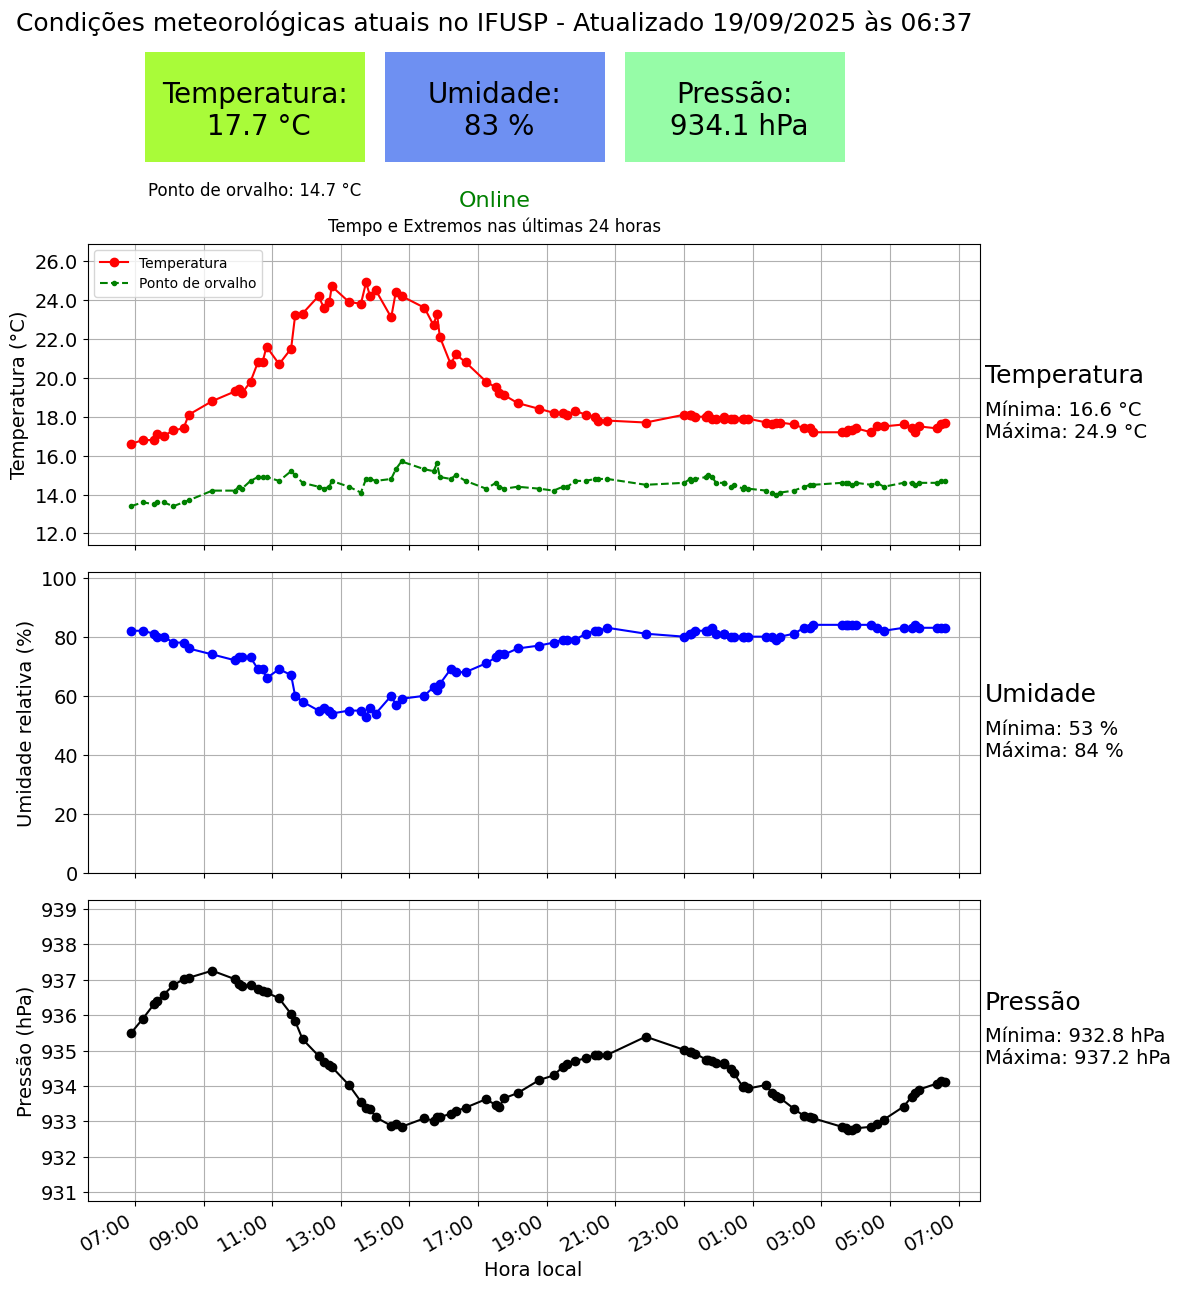 Condições meteorológicas atuais no IFUSP - Atualizado 19/09/2025 às 06:37
Temperatura:
17.7 °C
Umidade:
83 %
Pressão:
934.1 hPa
Ponto de orvalho: 14.7 °C
Online
Tempo e Extremos nas últimas 24 horas
Temperatura (°C)
26.0
24.0
22.0
20.0
18.0
16.0
14.0
12.0
Temperatura
Ponto de orvalho
Temperatura
Mínima: 16.6 °C
Máxima: 24.9 °C
Umidade relativa (%)
100
80
60
40
20
0
Umidade
Mínima: 53 %
Máxima: 84 %
Pressão (hPa)
939
938
937
936
935
934
933
932
931
Pressão
Mínima: 932.8 hPa
Máxima: 937.2 hPa
07:00 09:00 11:00 13:00 15:00 17:00 19:00 21:00 23:00 01:00 03:00 05:00 07:00
Hora local